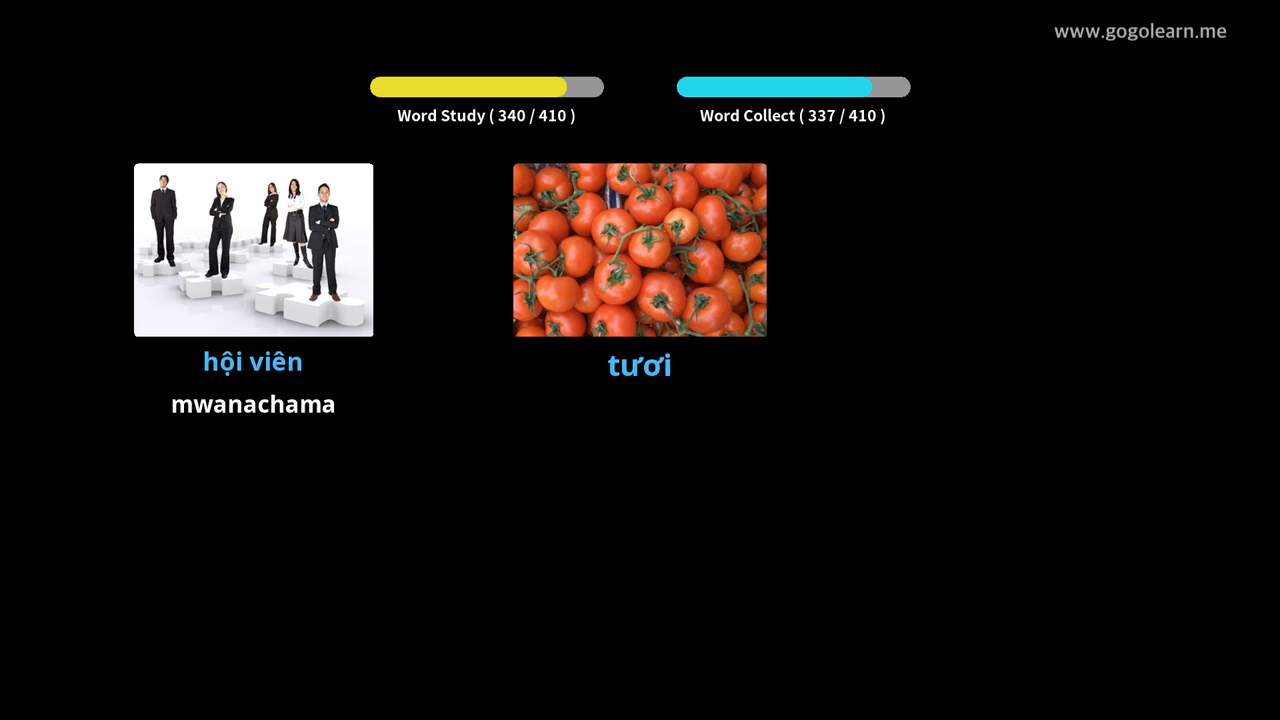 www.gogolearn.me
Word Study ( 340 / 410 )
Word Collect ( 337 / 410 )
hội viên
mwanachama
tươi